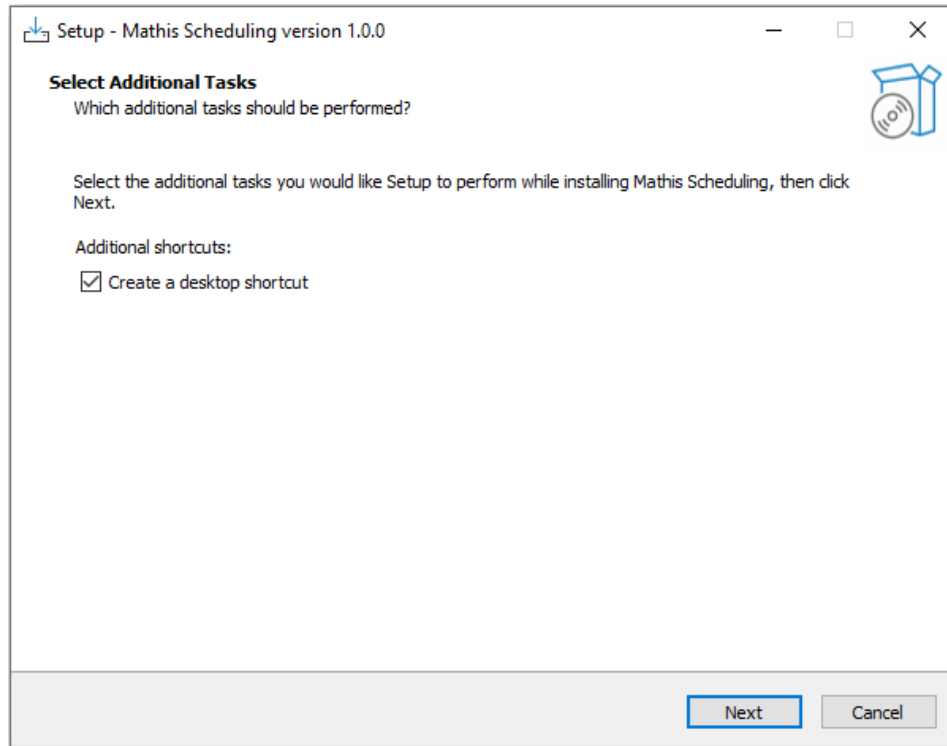 Setup - Mathis Scheduling version 1.0.0
Select Additional Tasks
Which additional tasks should be performed?
Select the additional tasks you would like Setup to perform while installing Mathis Scheduling, then click
Next.
Additional shortcuts:
Create a desktop shortcut
Next
Cancel